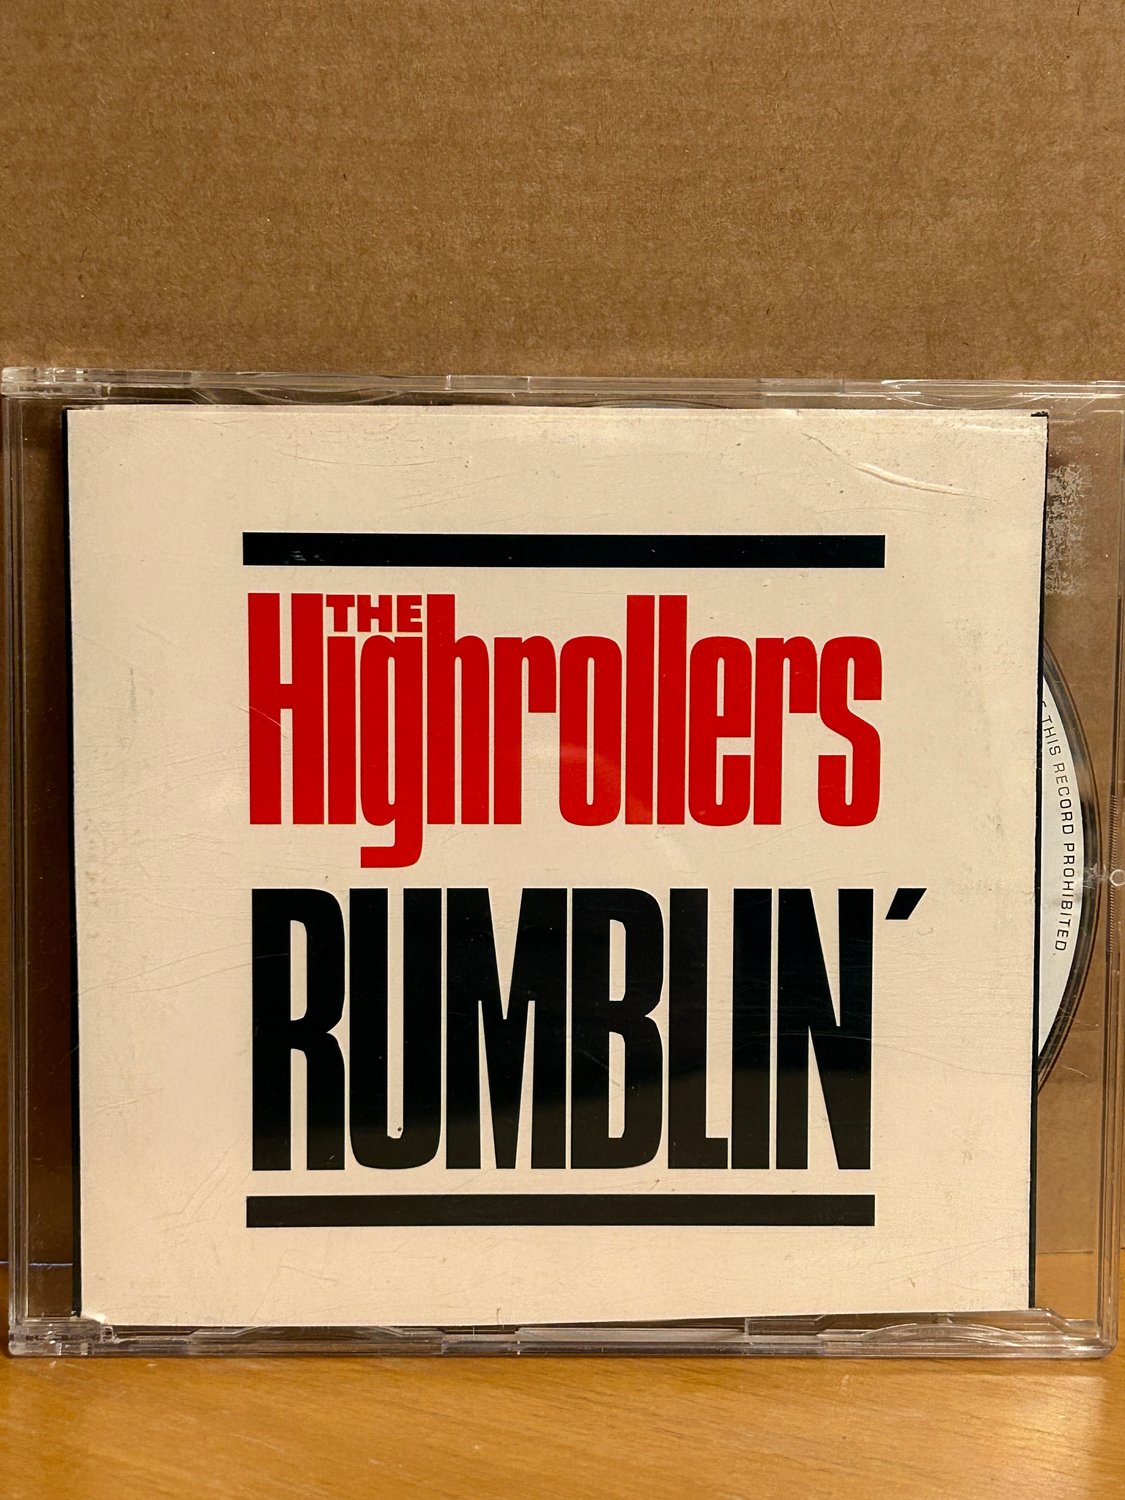 THE
Highrollers
RUMBLIN´
THIS RECORD PROHIBITED